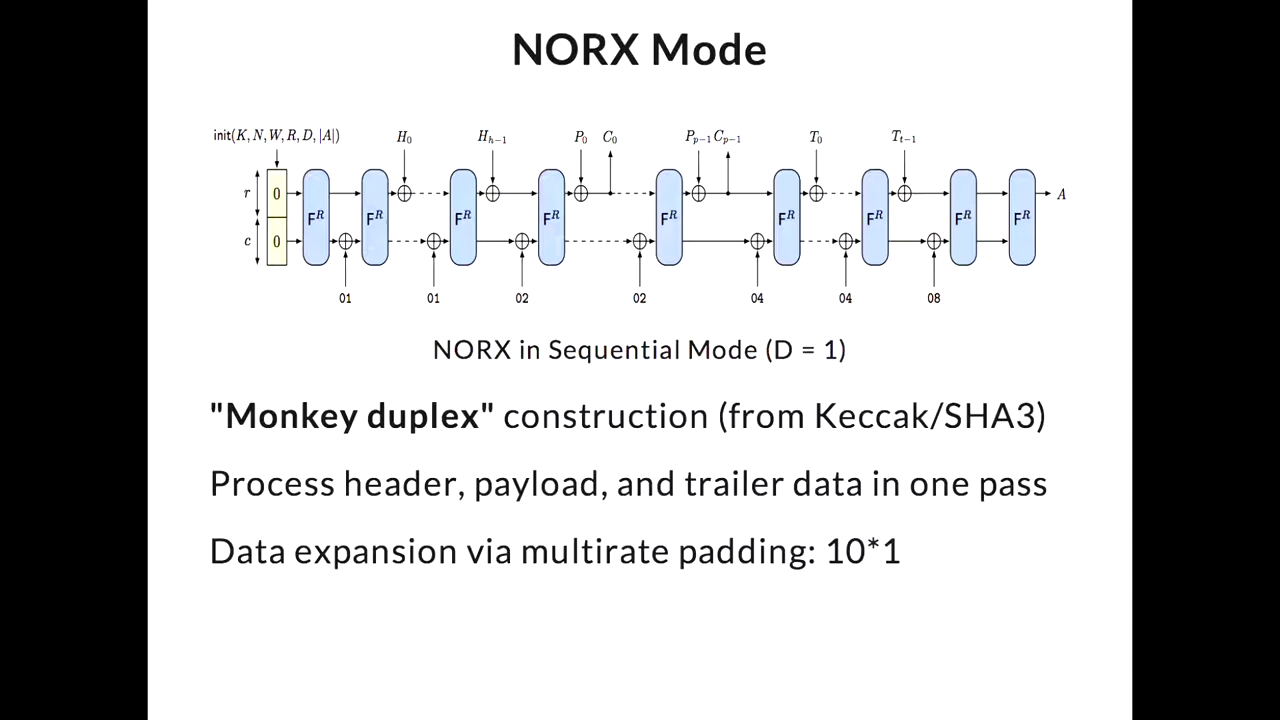 NORX Mode
init(K, N, W, R, D, |A|) H₀ Hₕ₋₁ P₀ C₀ Pₚ₋₁ Cₚ₋₁ T₀ Tₜ₋₁
r 0 A
Fᴿ Fᴿ Fᴿ Fᴿ Fᴿ Fᴿ Fᴿ Fᴿ Fᴿ
c 0
01 01 02 02 04 04 08
NORX in Sequential Mode (D = 1)
"Monkey duplex" construction (from Keccak/SHA3)
Process header, payload, and trailer data in one pass
Data expansion via multirate padding: 10*1